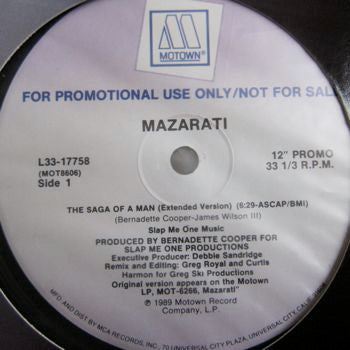 MOTOWN®
FOR PROMOTIONAL USE ONLY/NOT FOR SAL
MAZARATI
L33-17758
(MOT8606)
Side 1
12" PROMO
33 1/3 R.P.M.
THE SAGA OF A MAN (Extended Version) (6:29-ASCAP/BMI)
(Bernadette Cooper-James Wilson III)
Slap Me One Music
PRODUCED BY BERNADETTE COOPER FOR
SLAP ME ONE PRODUCTIONS
Executive Producer: Debbie Sandridge
Remix and Editing: Greg Royal and Curtis
Harmon for Greg Ski Productions
Original version appears on the Motown
LP, MOT-6266, Mazarati"
℗ © 1989 Motown Record
Company, L.P.
MFD AND DIST BY MCA RECORDS, INC., 70 UNIVERSAL CITY PLAZA, UNIVERSAL CITY, CALIF